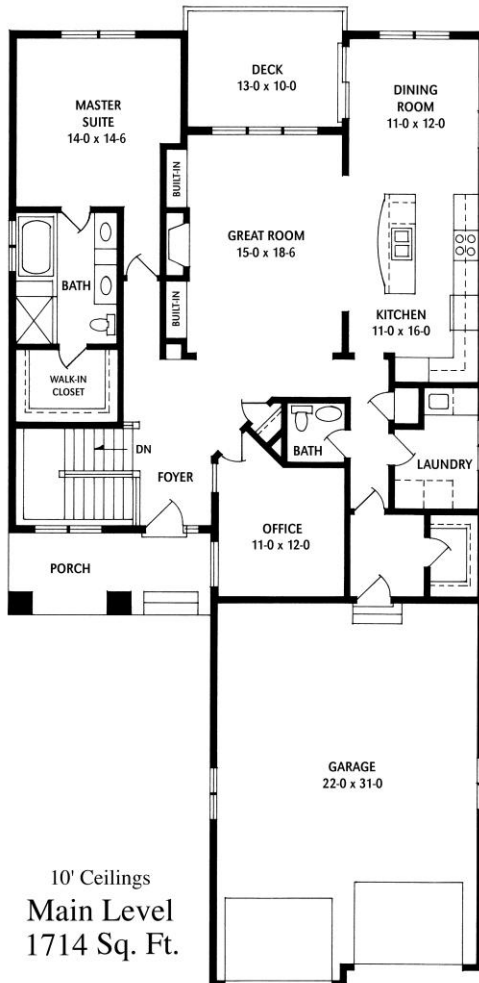 DECK
13-0 x 10-0
MASTER
SUITE
14-0 x 14-6
DINING
ROOM
11-0 x 12-0
BUILT-IN
GREAT ROOM
15-0 x 18-6
BATH
BUILT-IN
KITCHEN
11-0 x 16-0
WALK-IN
CLOSET
DN
BATH
LAUNDRY
FOYER
OFFICE
11-0 x 12-0
PORCH
GARAGE
22-0 x 31-0
10' Ceilings
Main Level
1714 Sq. Ft.